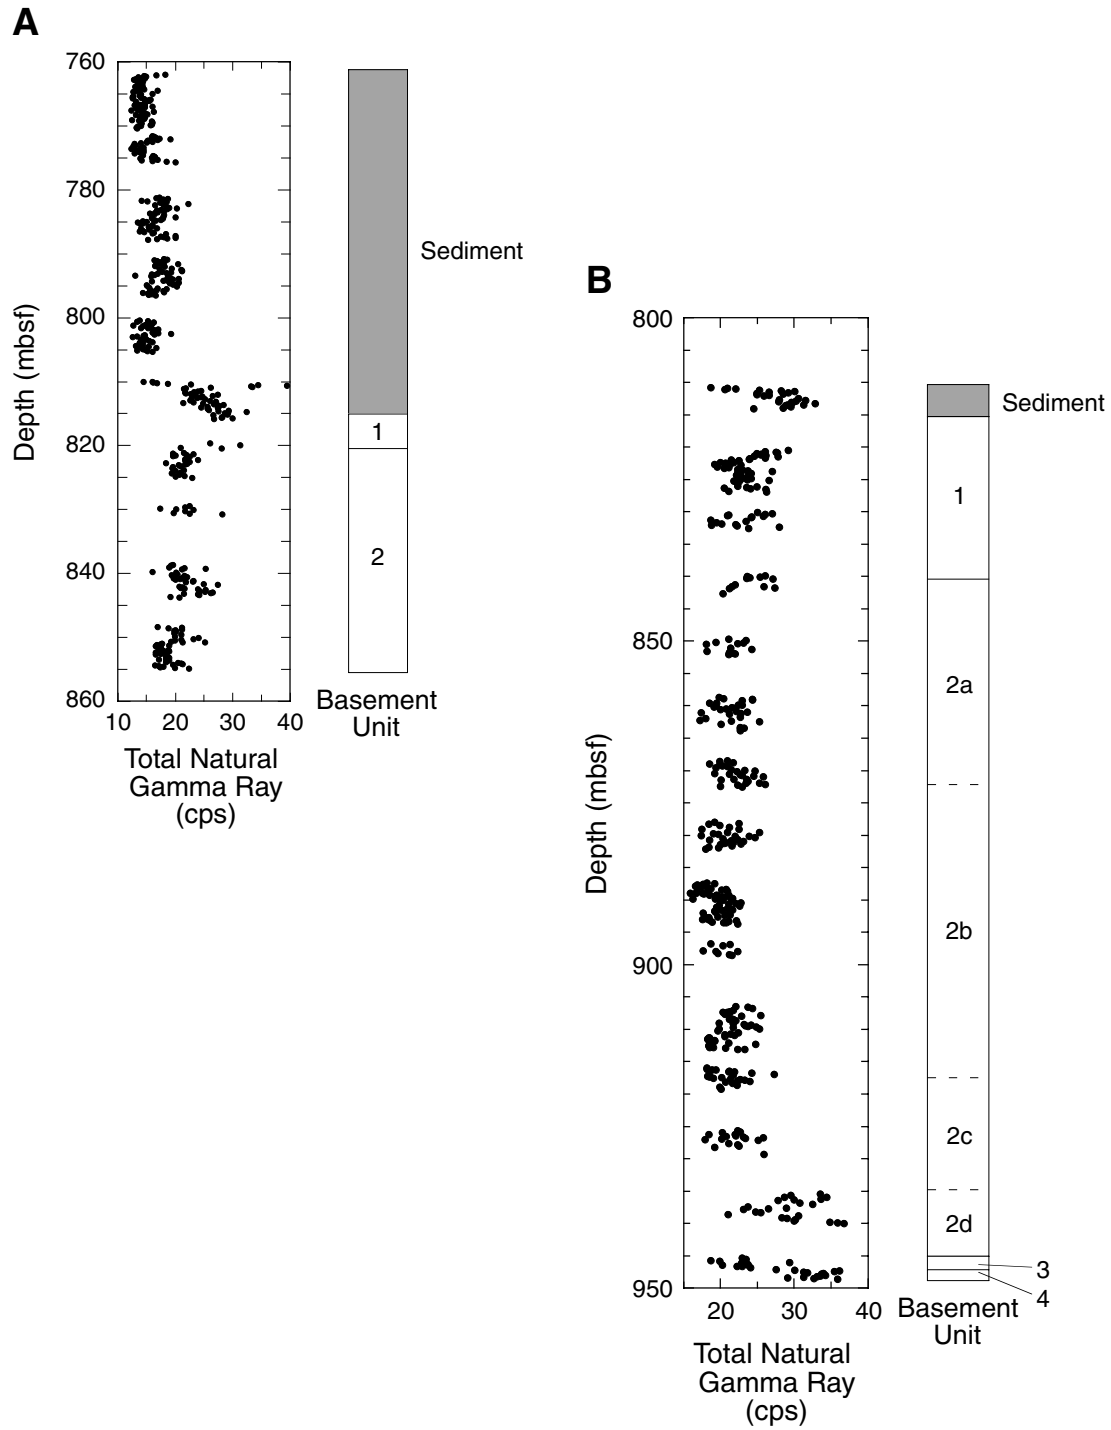 A
760
780
800
820
840
860
Depth (mbsf)
10 20 30 40
Total Natural
Gamma Ray
(cps)
Sediment
1
2
Basement
Unit
B
800
850
900
950
Depth (mbsf)
20 30 40
Total Natural
Gamma Ray
(cps)
Sediment
1
2a
2b
2c
2d
3
4
Basement
Unit